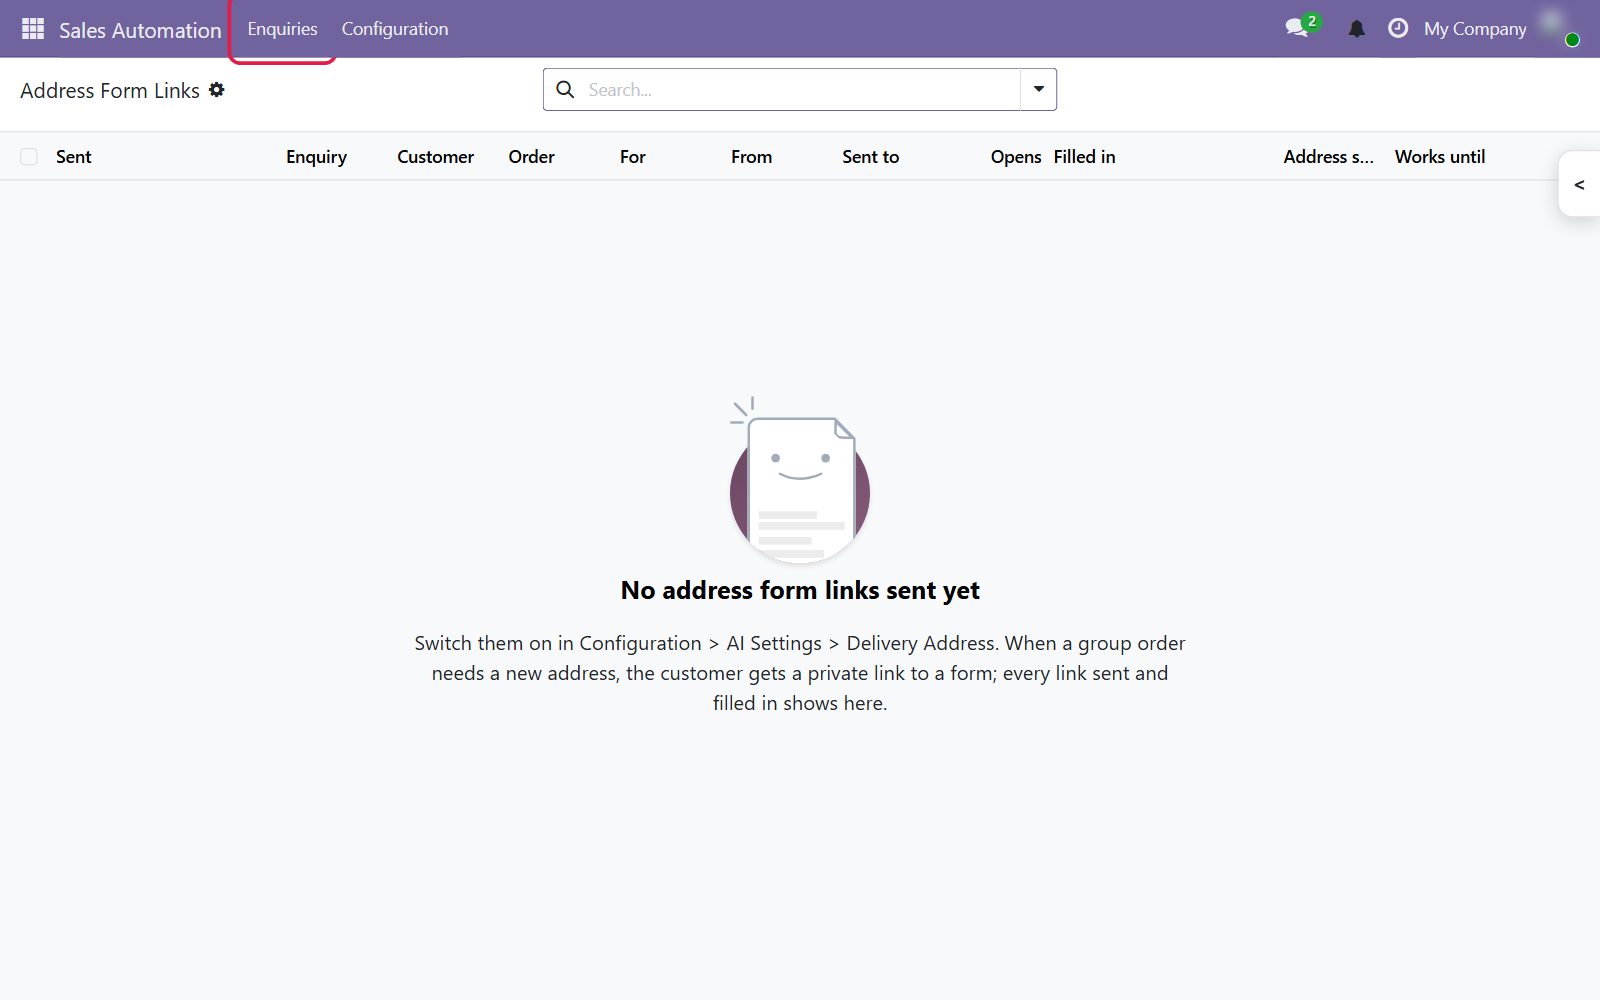 Sales Automation Enquiries Configuration 2 My Company
Address Form Links Search...
Sent Enquiry Customer Order For From Sent to Opens Filled in Address s... Works until
<
No address form links sent yet
Switch them on in Configuration > AI Settings > Delivery Address. When a group order
needs a new address, the customer gets a private link to a form; every link sent and
filled in shows here.